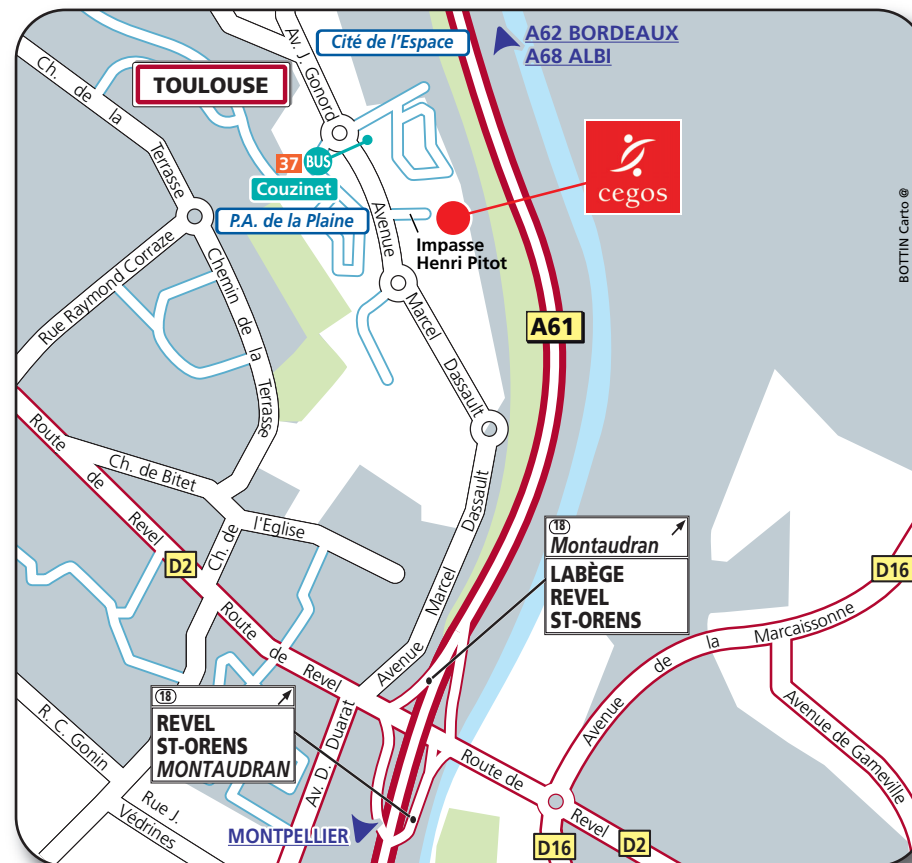 Cité de l'Espace
A62 BORDEAUX
A68 ALBI
TOULOUSE
Av. J. Gonord
Ch. de la Terrasse
37 BUS
Couzinet
cegos
P.A. de la Plaine
Avenue Marcel Dassault
Impasse
Henri Pitot
BOTTIN Carto @
Rue Raymond Corraze
Chemin de la Terrasse
A61
Route de Revel
Ch. de Bitet
Ch. de l'Eglise
D2
Avenue Marcel Dassault
18
Montaudran
LABÈGE
REVEL
ST-ORENS
D16
Avenue de la Marcaissonne
Route de Revel
18
REVEL
ST-ORENS
MONTAUDRAN
Av. D. Duarat
Avenue de Gameville
R. C. Gonin
Rue J.
Védrines
Route de Revel
MONTPELLIER
D16
D2